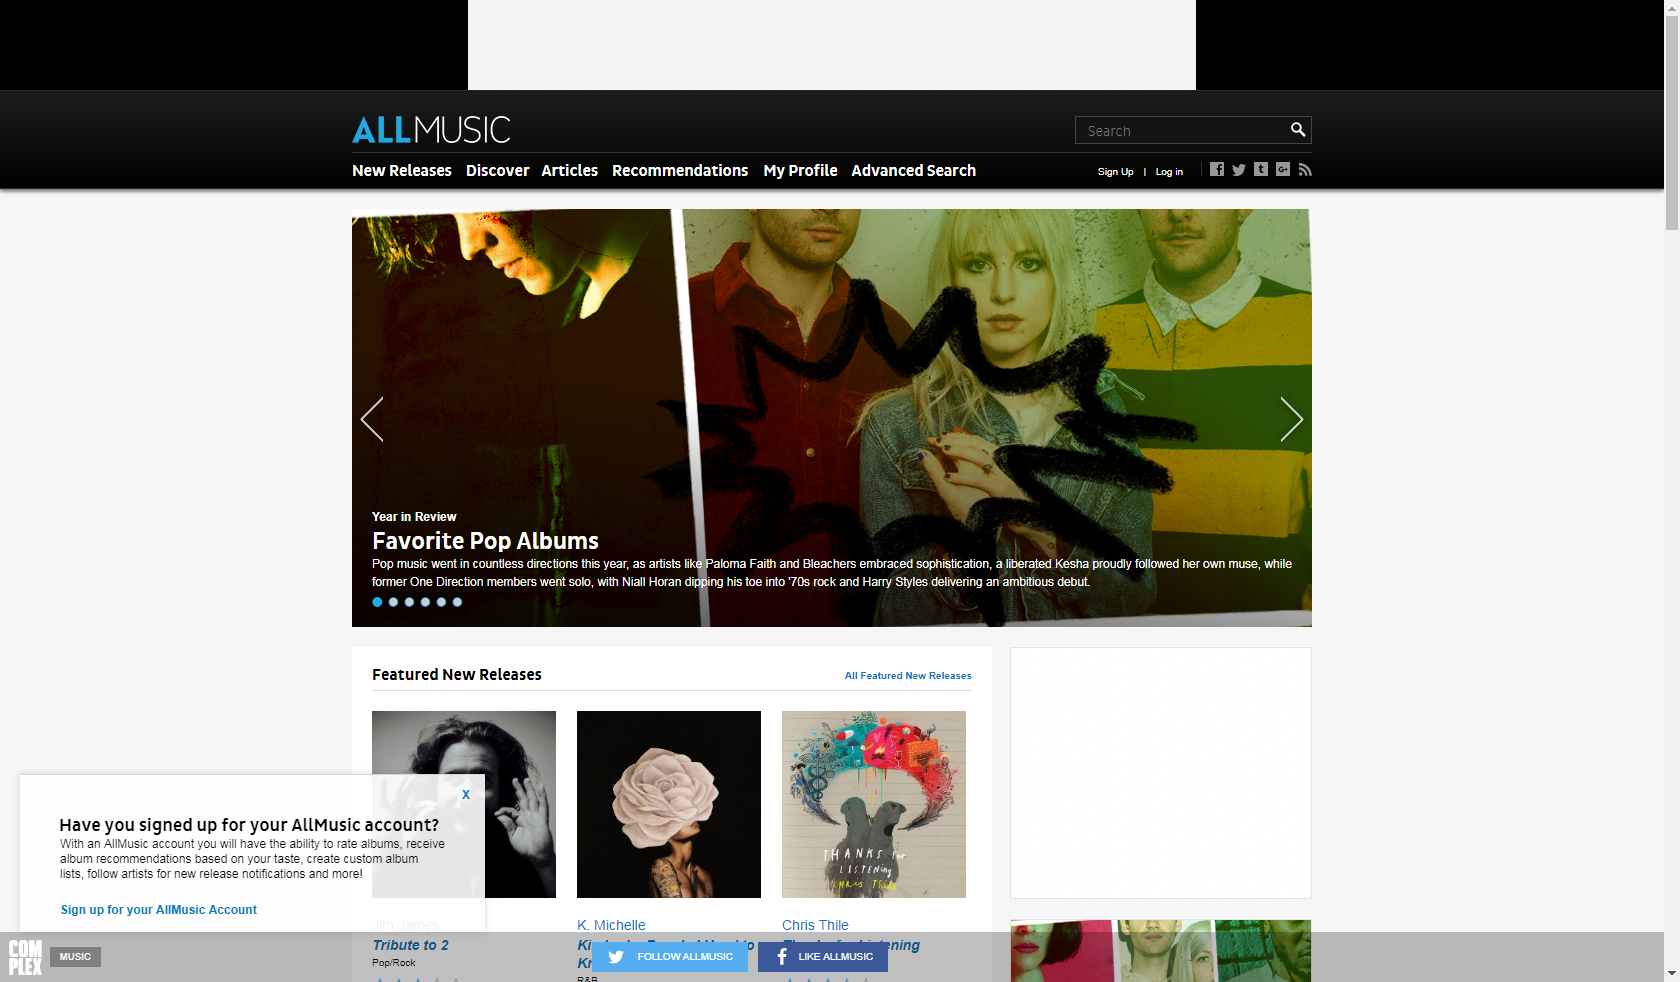 ALLMUSIC
Search
New Releases Discover Articles Recommendations My Profile Advanced Search
Sign Up | Log in
Year in Review
Favorite Pop Albums
Pop music went in countless directions this year, as artists like Paloma Faith and Bleachers embraced sophistication, a liberated Kesha proudly followed her own muse, while
former One Direction members went solo, with Niall Horan dipping his toe into '70s rock and Harry Styles delivering an ambitious debut.
Featured New Releases
All Featured New Releases
THANKS for
LISTENING
CHRIS THILE
X
Have you signed up for your AllMusic account?
With an AllMusic account you will have the ability to rate albums, receive
album recommendations based on your taste, create custom album
lists, follow artists for new release notifications and more!
Sign up for your AllMusic Account
Jim James
Tribute to 2
Pop/Rock
K. Michelle
R&B
Chris Thile
Thanks for Listening
COMPLEX
MUSIC
FOLLOW ALLMUSIC
LIKE ALLMUSIC